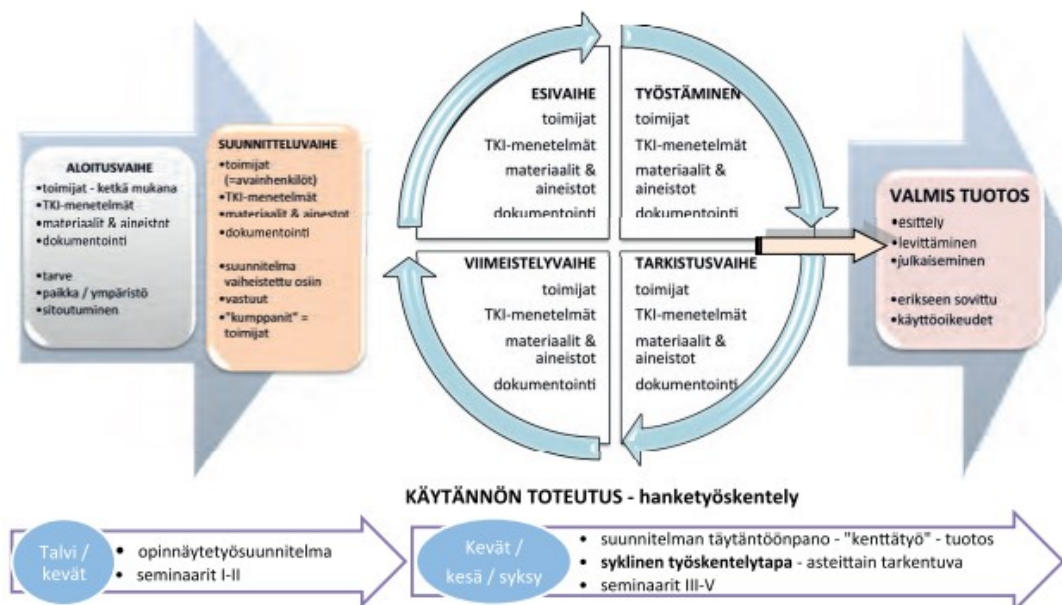 ALOITUSVAIHE
•toimijat - ketkä mukana
•TKI-menetelmät
•materiaalit & aineistot
•dokumentointi
•tarve
•paikka / ympäristö
•sitoutuminen
SUUNNITTELUVAIHE
•toimijat
(=avainhenkilöt)
•TKI-menetelmät
•materiaalit & ainestot
•dokumentointi
•suunnitelma
vaiheistettu osiin
•vastuut
•"kumppanit" =
toimijat
ESIVAIHE
toimijat
TKI-menetelmät
materiaalit &
aineistot
dokumentointi
TYÖSTÄMINEN
toimijat
TKI-menetelmät
materiaalit &
aineistot
dokumentointi
VIIMEISTELYVAIHE
toimijat
TKI-menetelmät
materiaalit &
aineistot
dokumentointi
TARKISTUSVAIHE
toimijat
TKI-menetelmät
materiaalit &
aineistot
dokumentointi
VALMIS TUOTOS
•esittely
•levittäminen
•julkaiseminen
•erikseen sovittu
•käyttöoikeudet
KÄYTÄNNÖN TOTEUTUS - hanketyöskentely
Talvi /
kevät
• opinnäytetyösuunnitelma
• seminaarit I-II
Kevät /
kesä / syksy
• suunnitelman täytäntöönpano - "kenttätyö" - tuotos
• syklinen työskentelytapa - asteittain tarkentuva
• seminaarit III-V